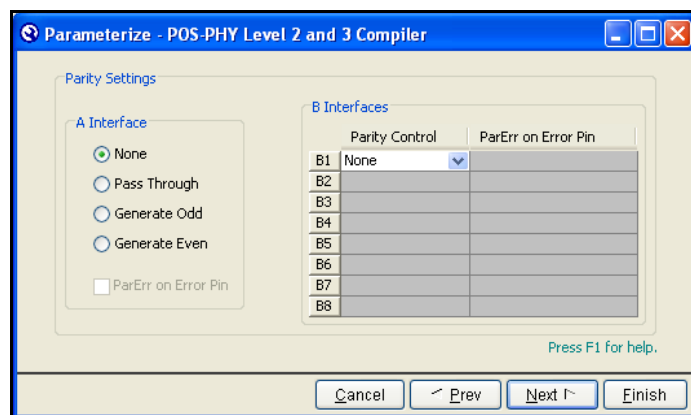 Parameterize - POS-PHY Level 2 and 3 Compiler
Parity Settings
A Interface
None
Pass Through
Generate Odd
Generate Even
ParErr on Error Pin
B Interfaces
Parity Control ParErr on Error Pin
B1 None
B2
B3
B4
B5
B6
B7
B8
Press F1 for help.
Cancel Prev Next Finish